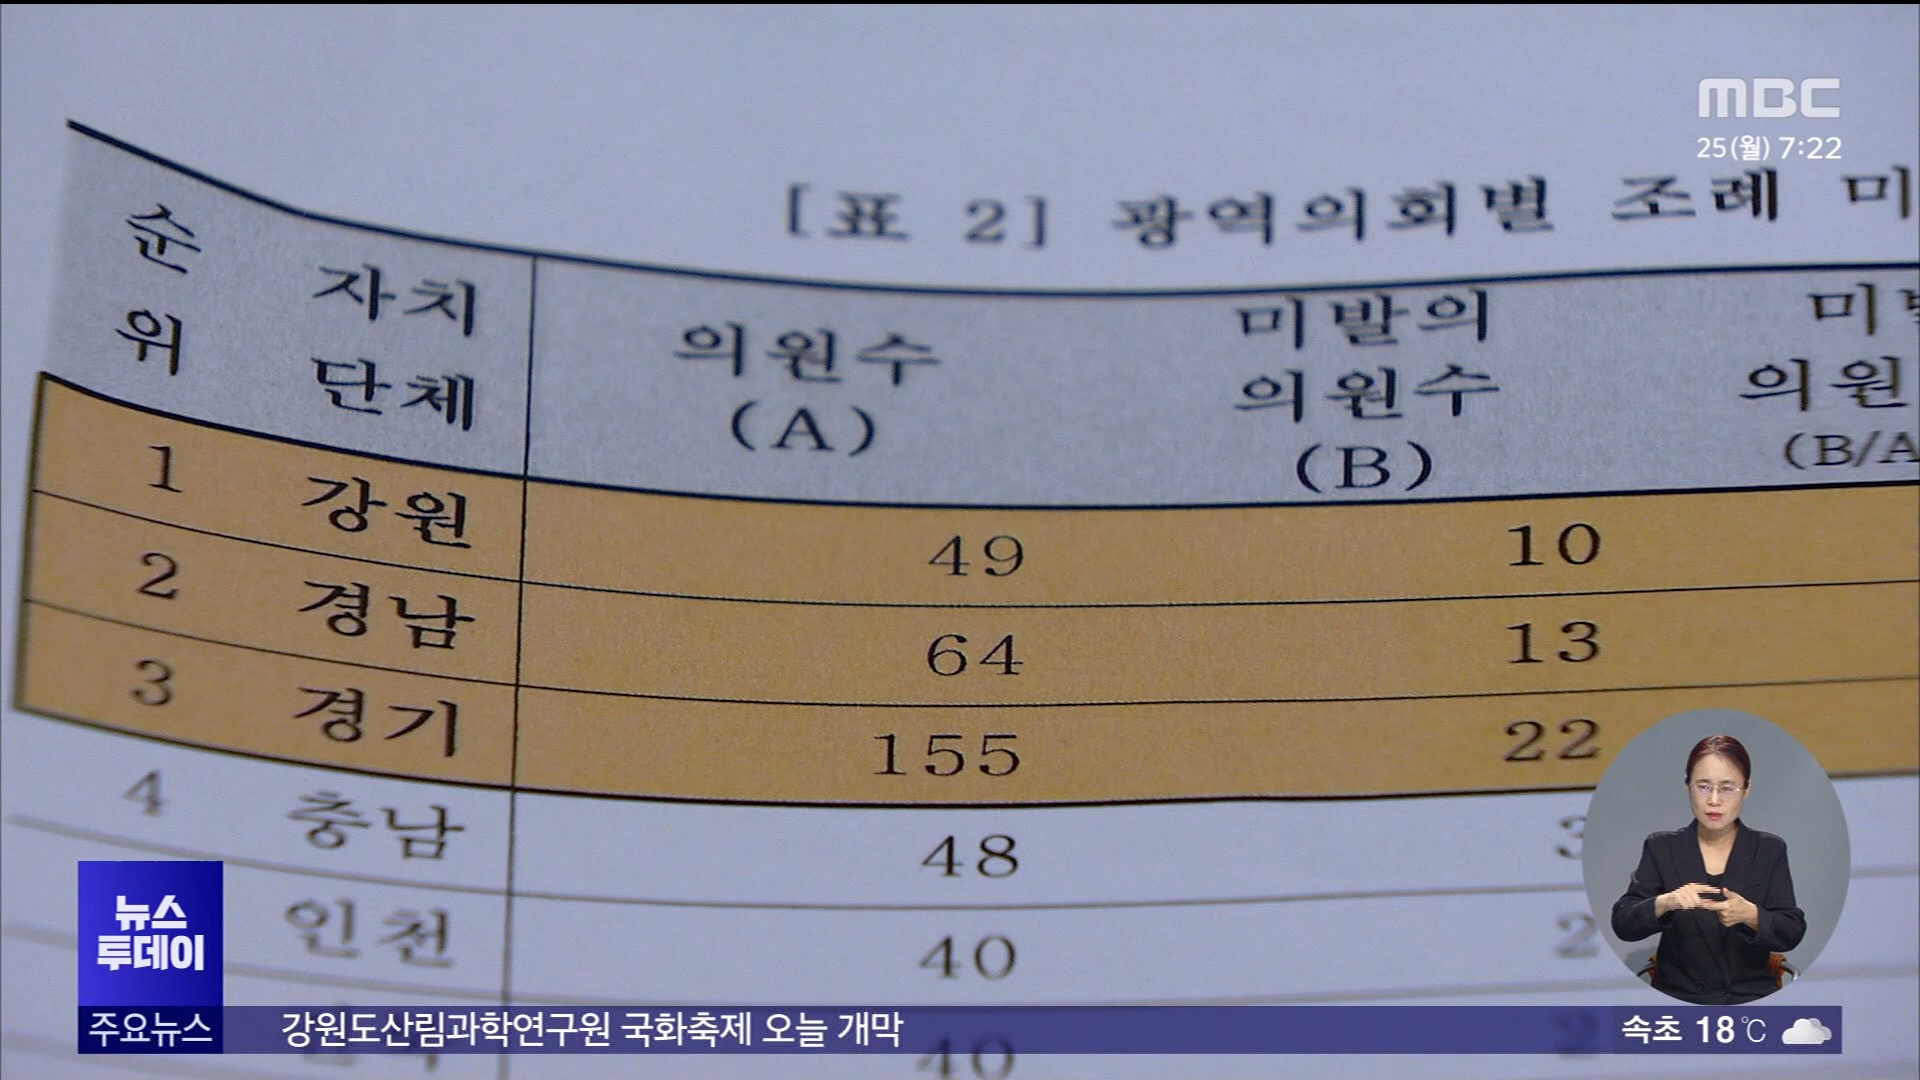 MBC
25(월) 7:22
[표 2] 광역의회별 조례 미
순위 자치단체 의원수 (A) 미발의 의원수 (B) 의원 (B/A
1 강원 49 10
2 경남 64 13
3 경기 155 22
4 충남 48 3
인천 40 2
40 2
뉴스
투데이
주요뉴스 강원도산림과학연구원 국화축제 오늘 개막 속초 18℃